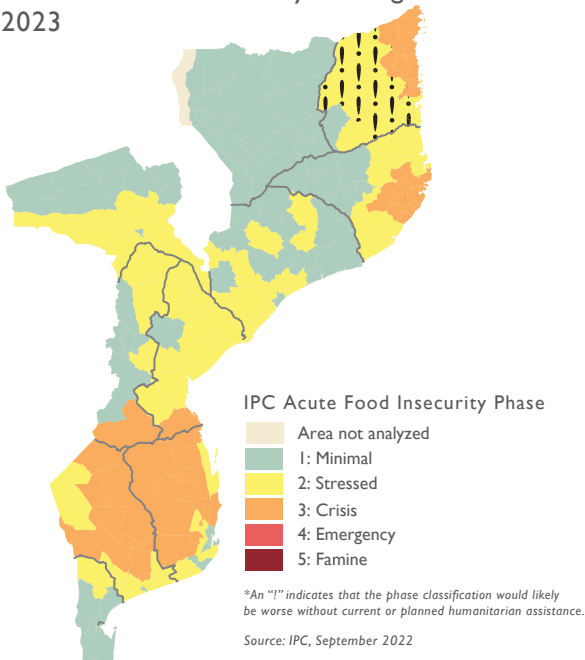 2023
IPC Acute Food Insecurity Phase
Area not analyzed
1: Minimal
2: Stressed
3: Crisis
4: Emergency
5: Famine
*An “!” indicates that the phase classification would likely
be worse without current or planned humanitarian assistance.
Source: IPC, September 2022